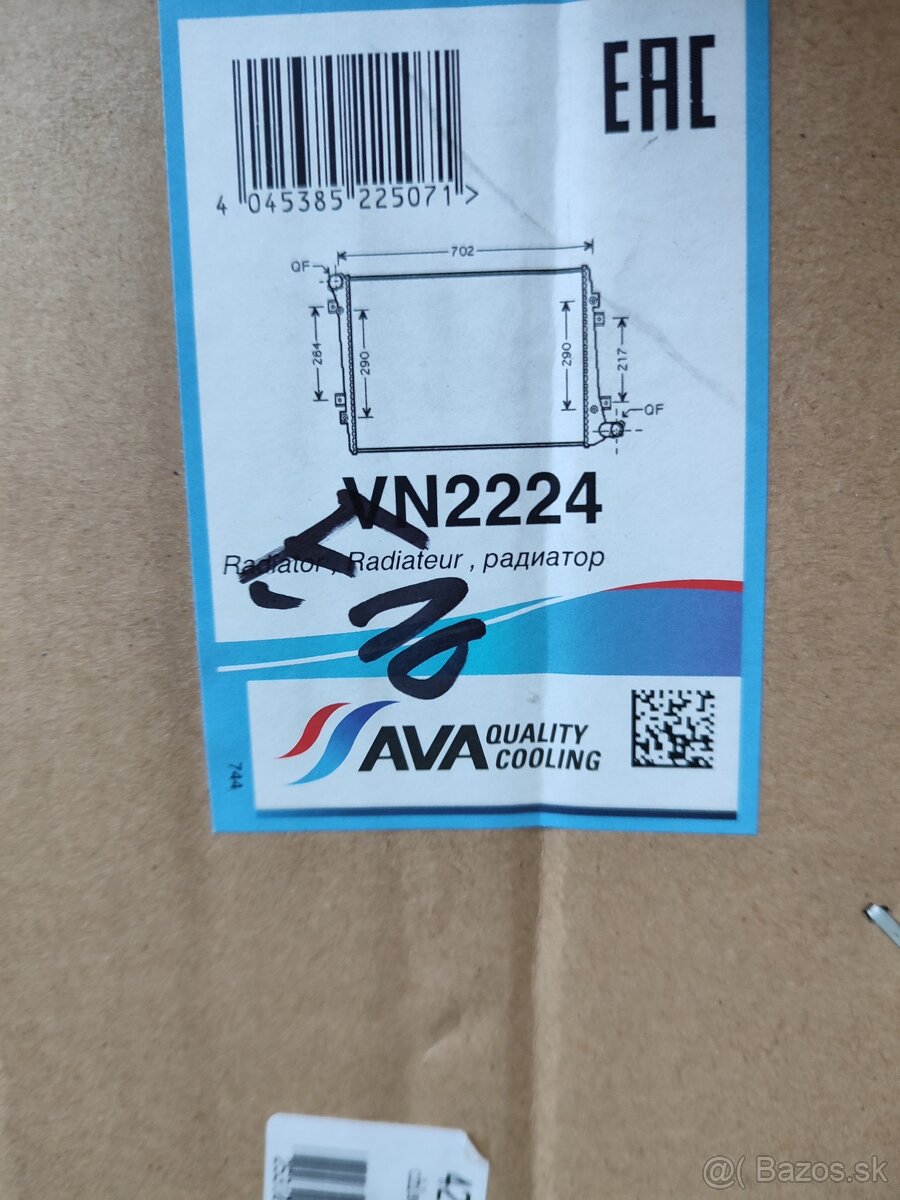 EAC
4 045385 225071 >
702
QF
284
290
290
217
QF
VN2224
Radiator , Radiateur , радиатор
AVA QUALITY
COOLING
744
42
@( Bazos.sk